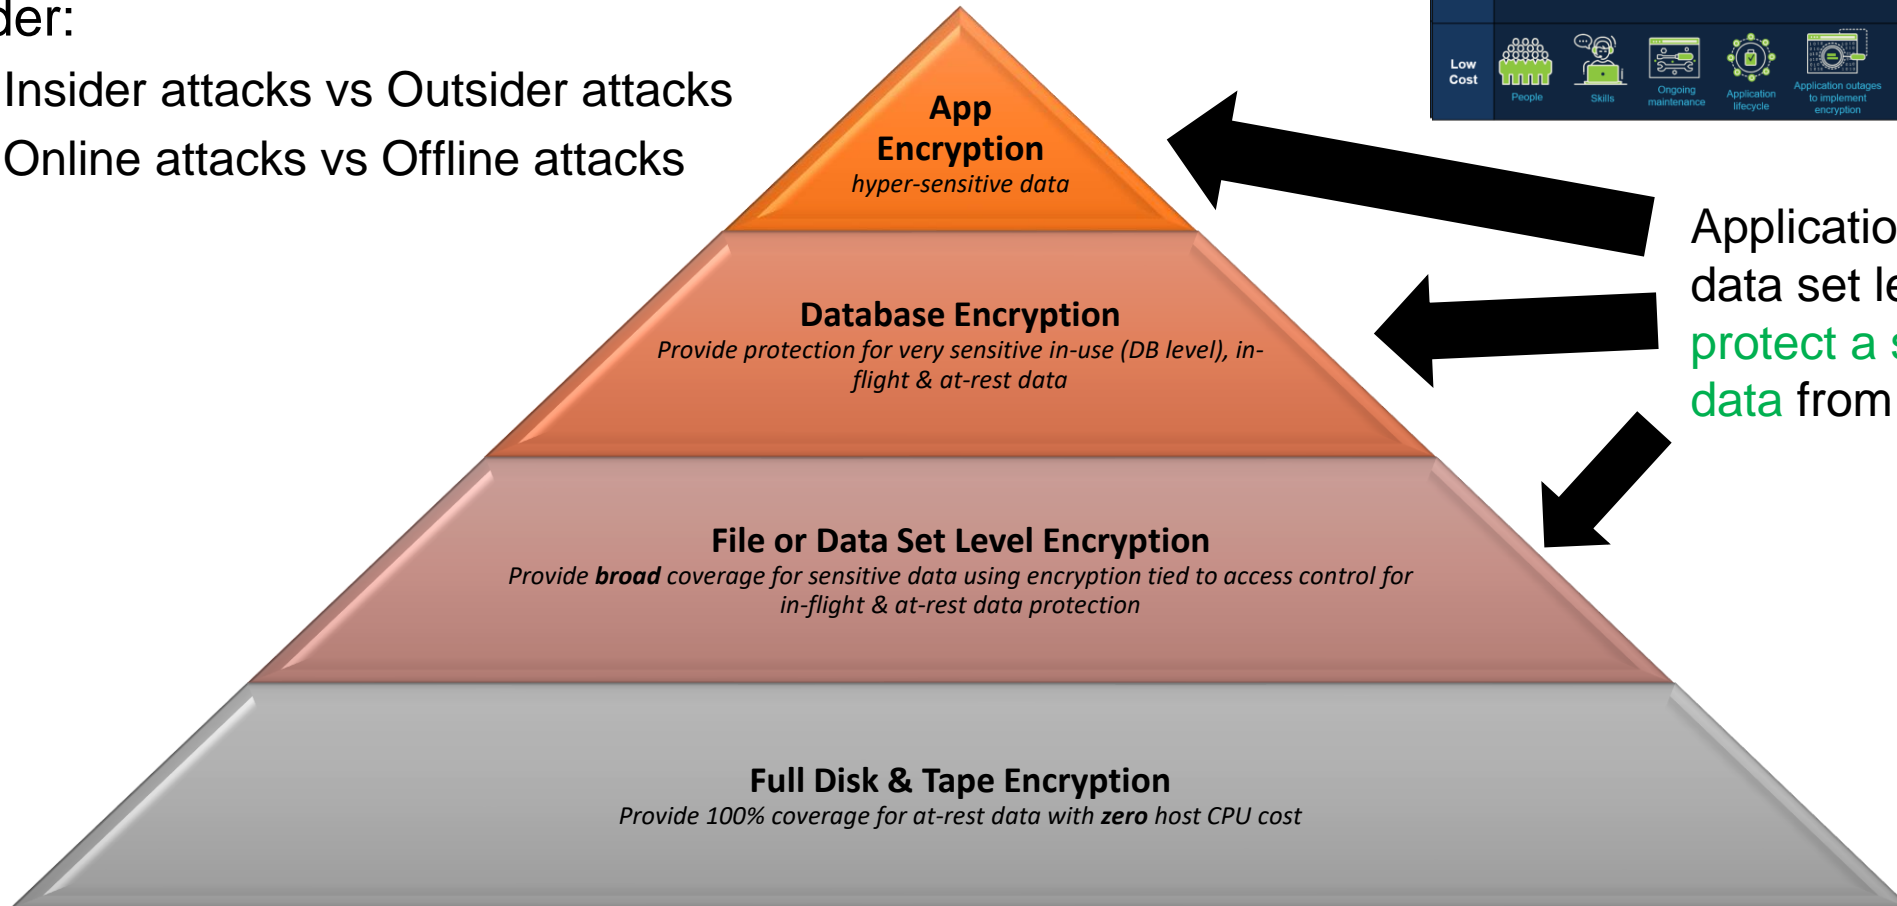 der:
Insider attacks vs Outsider attacks
Online attacks vs Offline attacks
Low
Cost
People
Skills
Ongoing
maintenance
Application
lifecycle
Application outages
to implement
encryption
App
Encryption
hyper-sensitive data
Database Encryption
Provide protection for very sensitive in-use (DB level), in-
flight & at-rest data
File or Data Set Level Encryption
Provide broad coverage for sensitive data using encryption tied to access control for
in-flight & at-rest data protection
Full Disk & Tape Encryption
Provide 100% coverage for at-rest data with zero host CPU cost
Applicatio
data set le
protect a s
data from